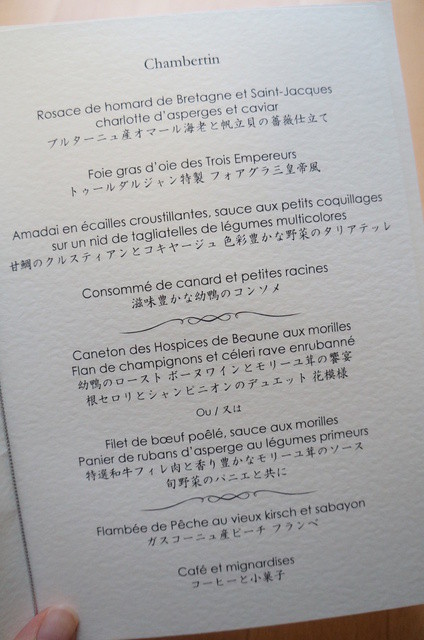 Chambertin
Rosace de homard de Bretagne et Saint-Jacques
charlotte d'asperges et caviar
ブルターニュ産オマール海老と帆立貝の薔薇仕立て
Foie gras d'oie des Trois Empereurs
トゥールダルジャン特製 フォアグラ三皇帝風
Amadai en écailles croustillantes, sauce aux petits coquillages
sur un nid de tagliatelles de légumes multicolores
甘鯛のクルスティアンとコキヤージュ 色彩豊かな野菜のタリアテッレ
Consommé de canard et petites racines
滋味豊かな幼鴨のコンソメ
Caneton des Hospices de Beaune aux morilles
Flan de champignons et céleri rave enrubanné
幼鴨のロースト ボーヌワインとモリーユ茸の饗宴
根セロリとシャンピニオンのデュエット 花模様
Ou / 又は
Filet de bœuf poêlé, sauce aux morilles
Panier de rubans d'asperge au légumes primeurs
特選和牛フィレ肉と香り豊かなモリーユ茸のソース
旬野菜のパニエと共に
Flambée de Pêche au vieux kirsch et sabayon
ガスコーニュ産ピーチ フランベ
Café et mignardises
コーヒーと小菓子